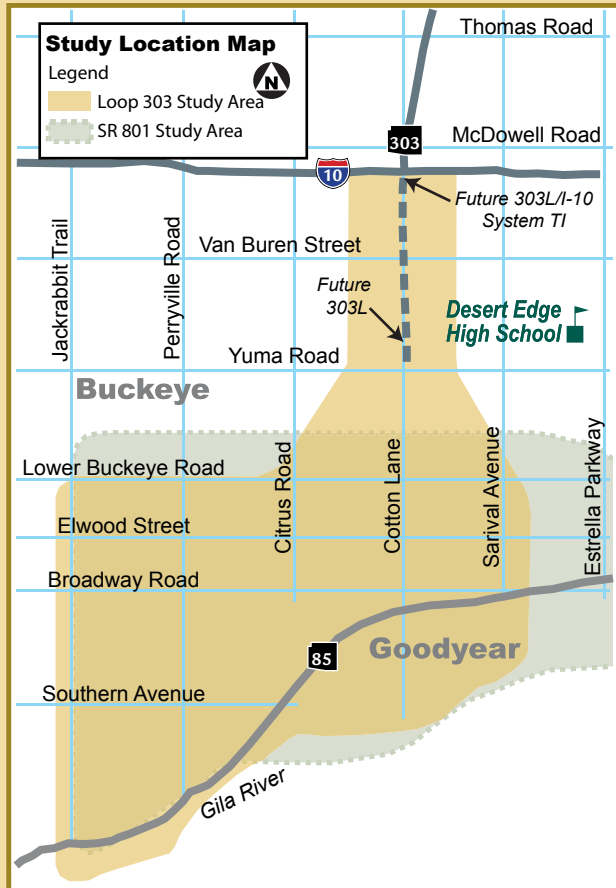 Study Location Map
Legend
N
Loop 303 Study Area
SR 801 Study Area
Thomas Road
McDowell Road
303
10
Future 303L/I-10
System TI
Van Buren Street
Future
303L
Desert Edge
High School
Jackrabbit Trail
Perryville Road
Yuma Road
Buckeye
Lower Buckeye Road
Citrus Road
Cotton Lane
Sarival Avenue
Estrella Parkway
Elwood Street
Broadway Road
Goodyear
85
Southern Avenue
Gila River